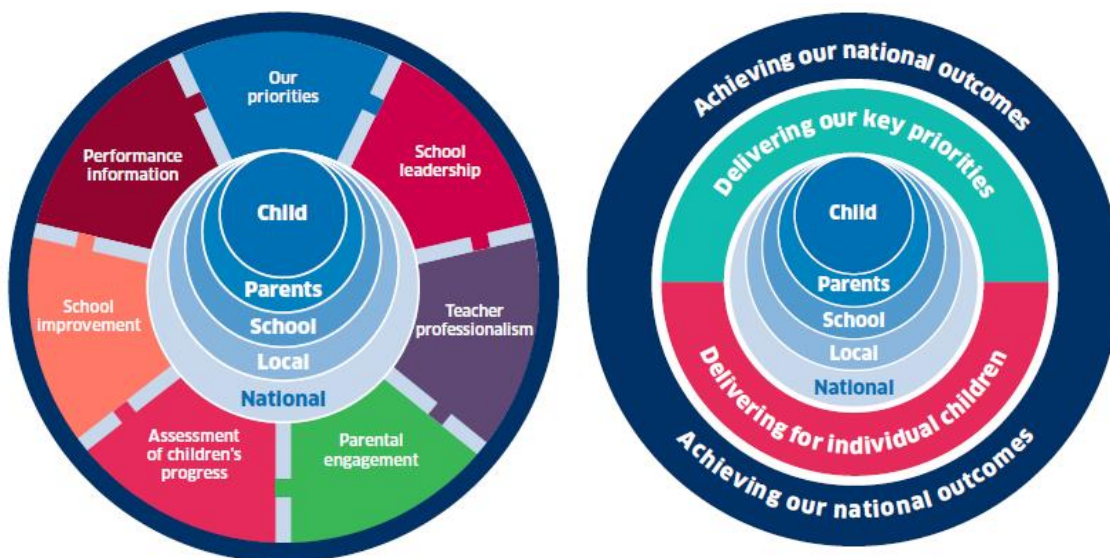 Our
priorities
School
leadership
Teacher
professionalism
Parental
engagement
Assessment
of children's
progress
School
improvement
Performance
information
Child
Parents
School
Local
National
Achieving our national outcomes
Delivering our key priorities
Child
Parents
School
Local
National
Delivering for individual children
Achieving our national outcomes